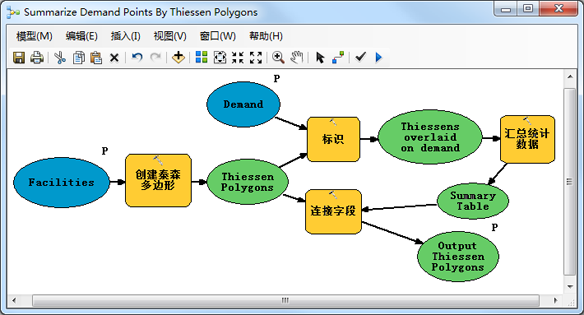 Summarize Demand Points By Thiessen Polygons
模型(M) 编辑(E) 插入(I) 视图(V) 窗口(W) 帮助(H)
P
Demand
标识
Thiessens
overlaid
on demand
汇总统计
数据
P
Facilities
创建泰森
多边形
Thiessen
Polygons
连接字段
Summary
Table
P
Output
Thiessen
Polygons